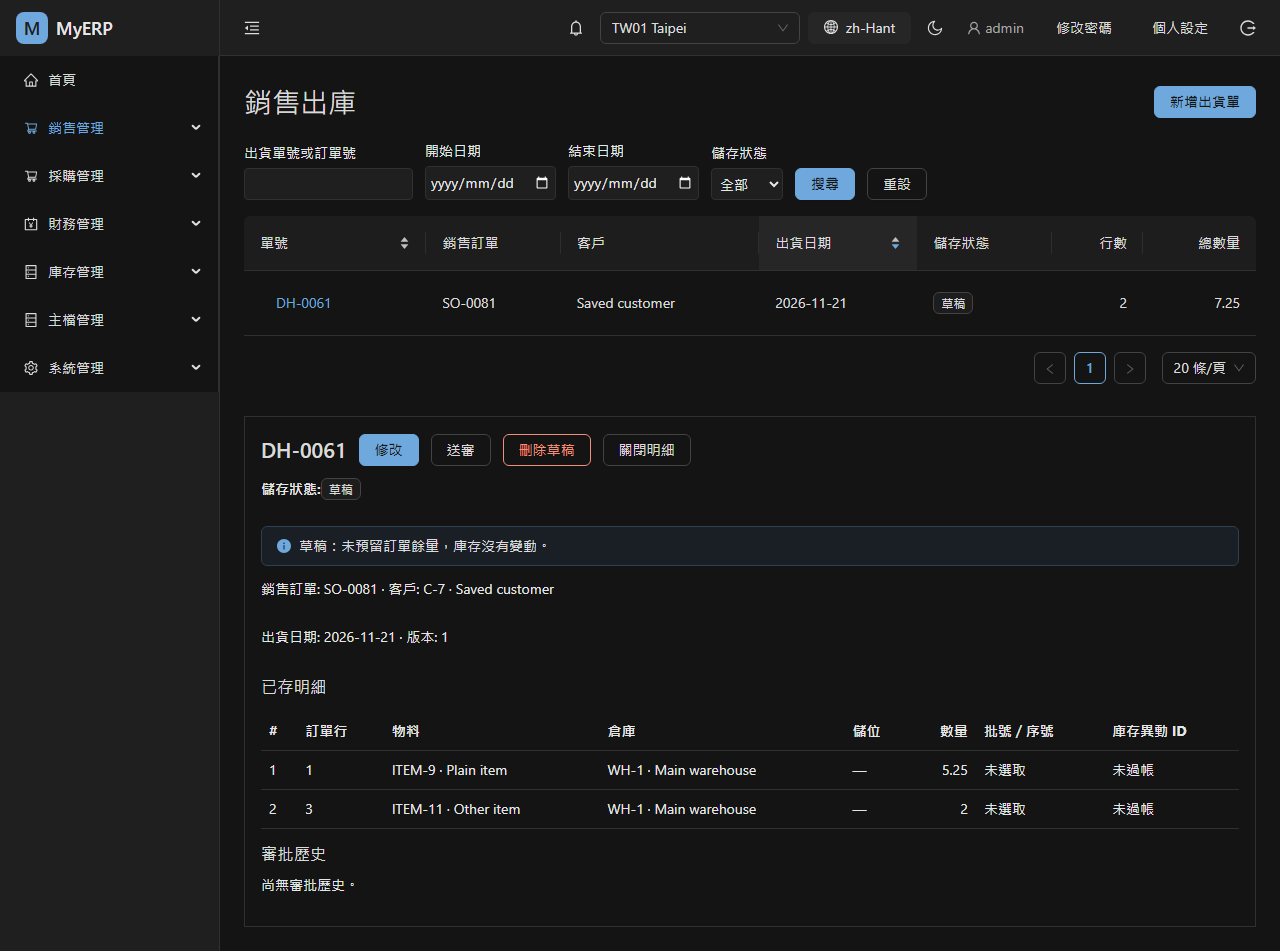 M MyERP
TW01 Taipei zh-Hant admin 修改密碼 個人設定
首頁
銷售管理
採購管理
財務管理
庫存管理
主檔管理
系統管理
銷售出庫 新增出貨單
出貨單號或訂單號 開始日期 結束日期 儲存狀態
yyyy/mm/dd yyyy/mm/dd 全部 搜尋 重設
單號 銷售訂單 客戶 出貨日期 儲存狀態 行數 總數量
DH-0061 SO-0081 Saved customer 2026-11-21 草稿 2 7.25
< 1 > 20 條/頁
DH-0061 修改 送審 刪除草稿 關閉明細
儲存狀態: 草稿
草稿：未預留訂單餘量，庫存沒有變動。
銷售訂單: SO-0081 · 客戶: C-7 · Saved customer
出貨日期: 2026-11-21 · 版本: 1
已存明細
# 訂單行 物料 倉庫 儲位 數量 批號 / 序號 庫存異動 ID
1 1 ITEM-9 · Plain item WH-1 · Main warehouse — 5.25 未選取 未過帳
2 3 ITEM-11 · Other item WH-1 · Main warehouse — 2 未選取 未過帳
審批歷史
尚無審批歷史。